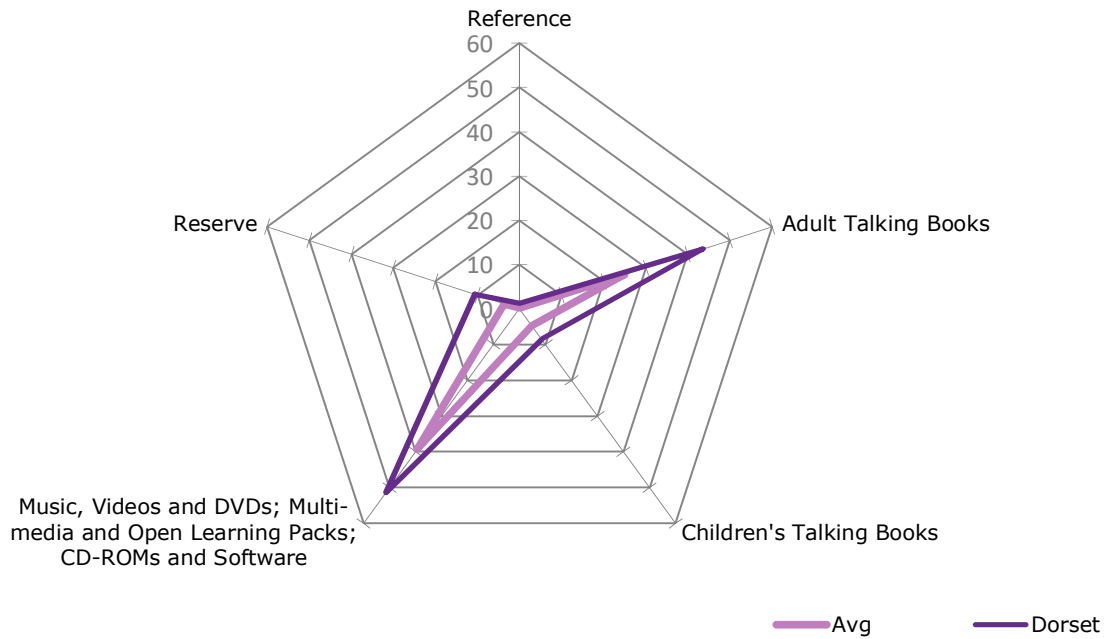 Reference
60
50
40
30
20
10
0
Reserve
Adult Talking Books
Music, Videos and DVDs; Multi-
media and Open Learning Packs;
CD-ROMs and Software
Children's Talking Books
Avg
Dorset